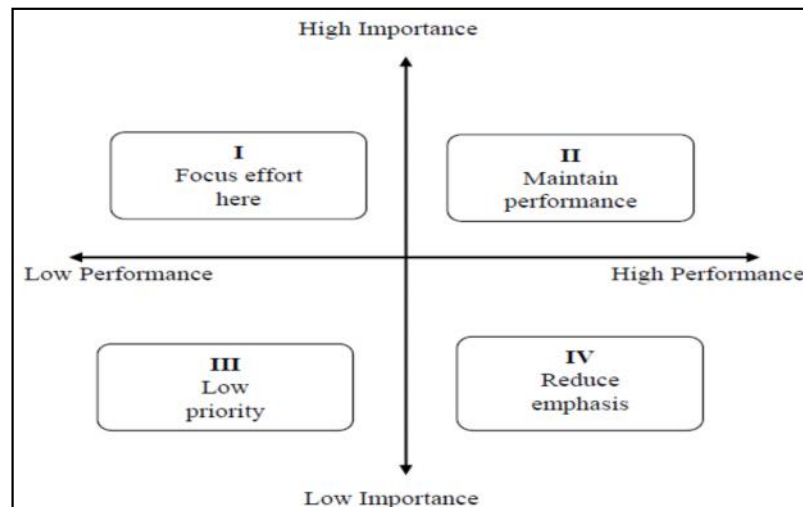 High Importance
I
Focus effort
here
II
Maintain
performance
Low Performance
High Performance
III
Low
priority
IV
Reduce
emphasis
Low Importance